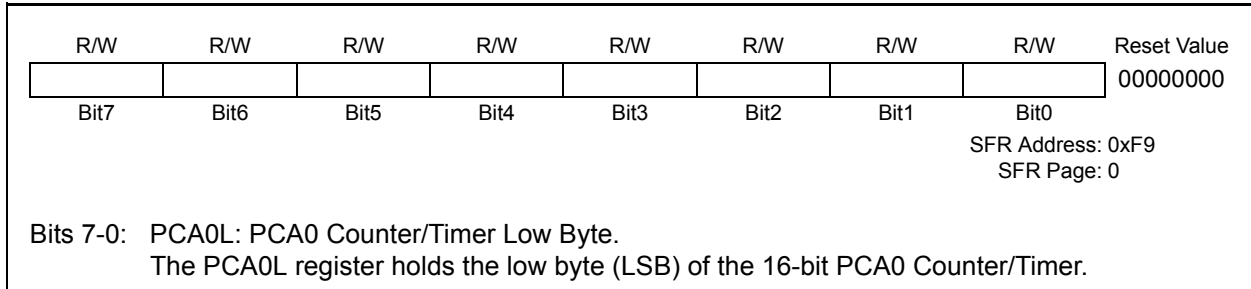 R/W R/W R/W R/W R/W R/W R/W R/W Reset Value
00000000
Bit7 Bit6 Bit5 Bit4 Bit3 Bit2 Bit1 Bit0
SFR Address: 0xF9
SFR Page: 0
Bits 7-0: PCA0L: PCA0 Counter/Timer Low Byte.
The PCA0L register holds the low byte (LSB) of the 16-bit PCA0 Counter/Timer.